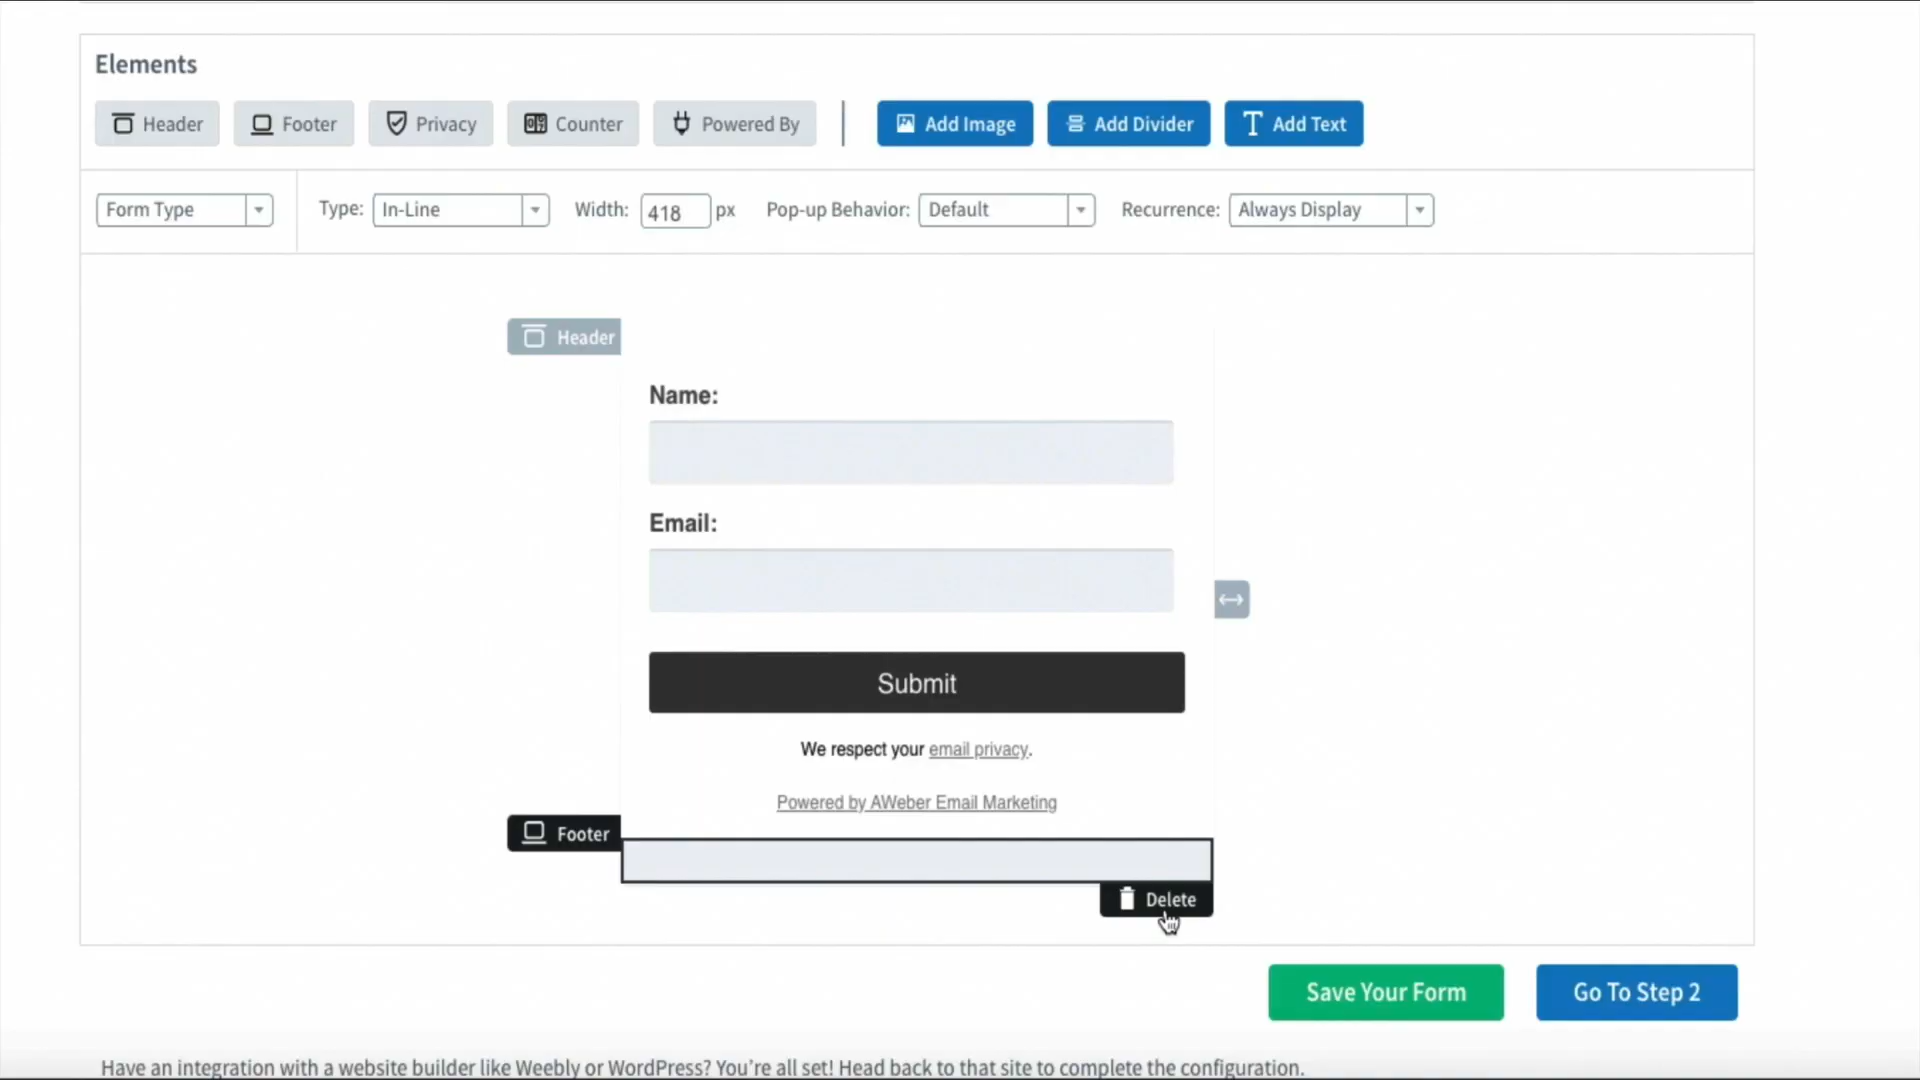 Elements
Header Footer Privacy Counter Powered By Add Image Add Divider Add Text
Form Type Type: In-Line Width: 418 px Pop-up Behavior: Default Recurrence: Always Display
Header
Name:
Email:
Submit
We respect your email privacy.
Powered by AWeber Email Marketing
Footer
Delete
Save Your Form Go To Step 2
Have an integration with a website builder like Weebly or WordPress? You're all set! Head back to that site to complete the configuration.